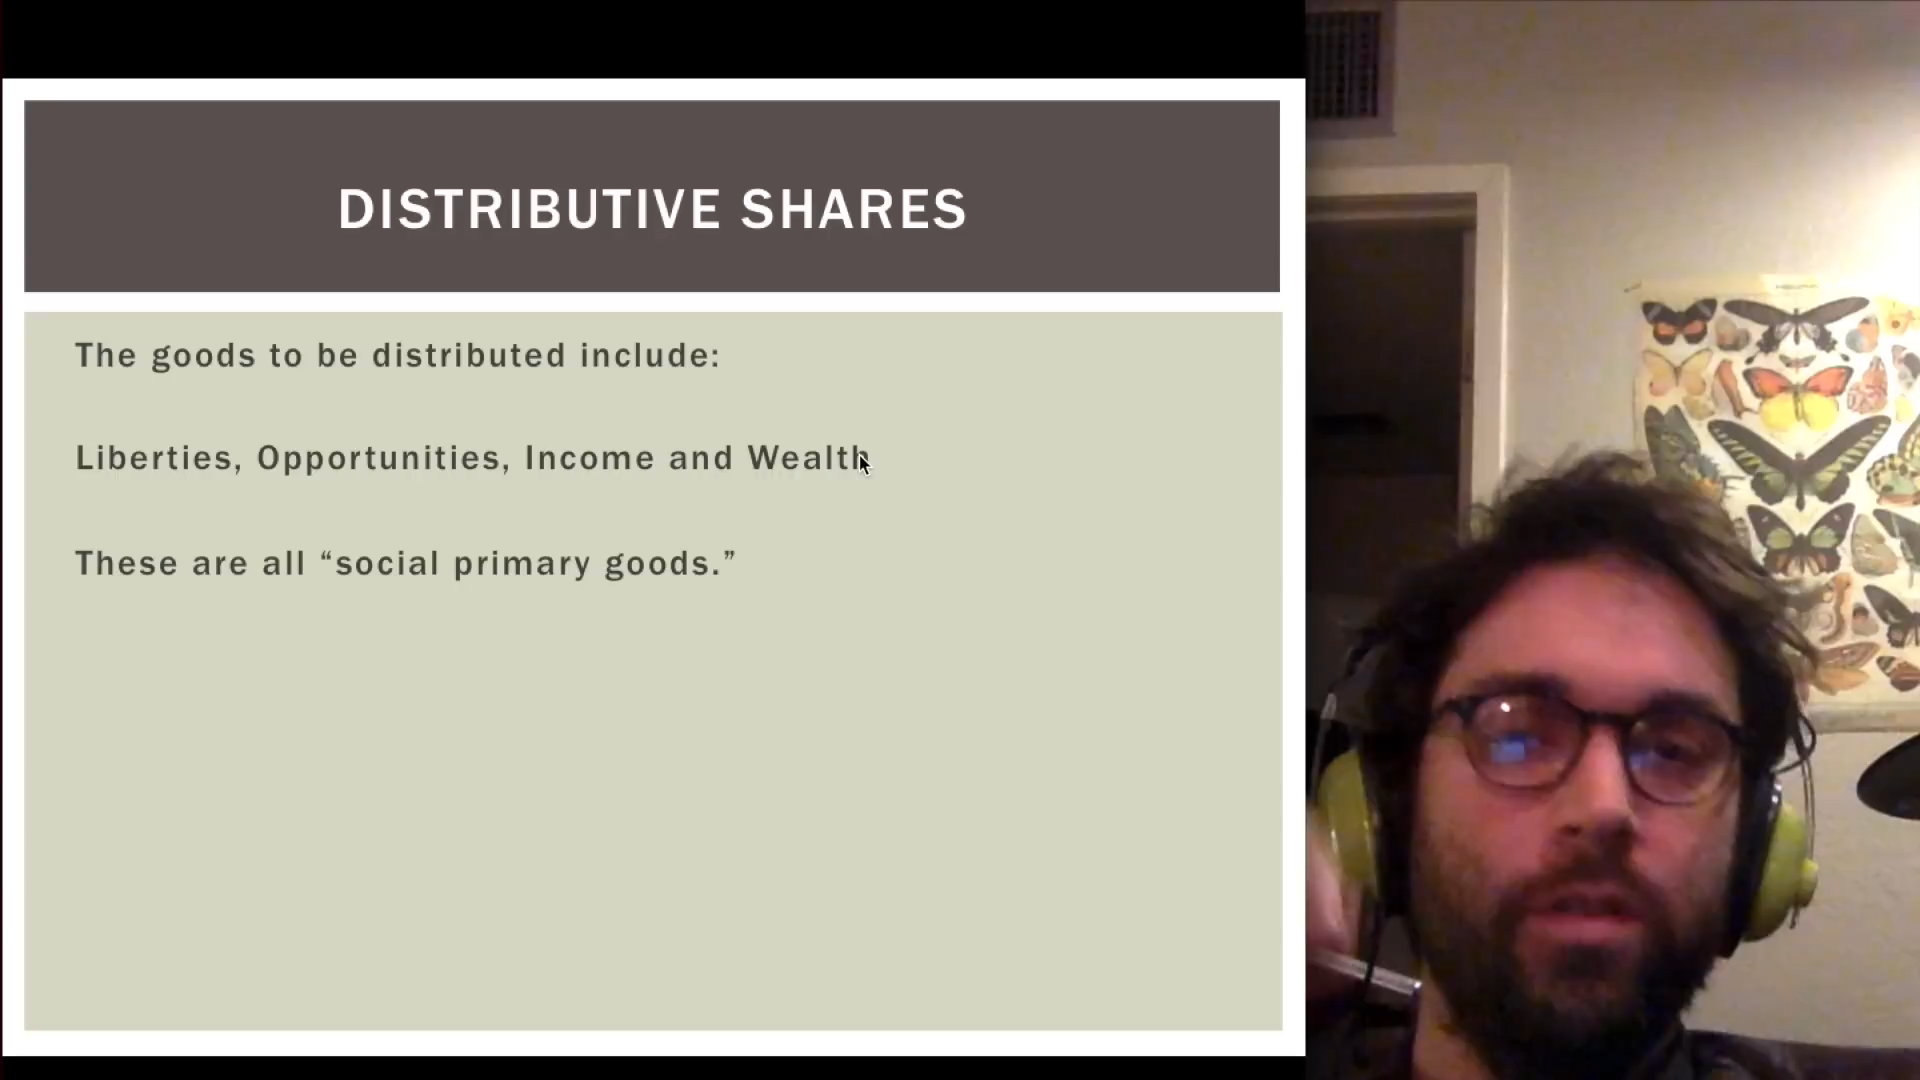 DISTRIBUTIVE SHARES
The goods to be distributed include:
Liberties, Opportunities, Income and Wealth
These are all “social primary goods.”